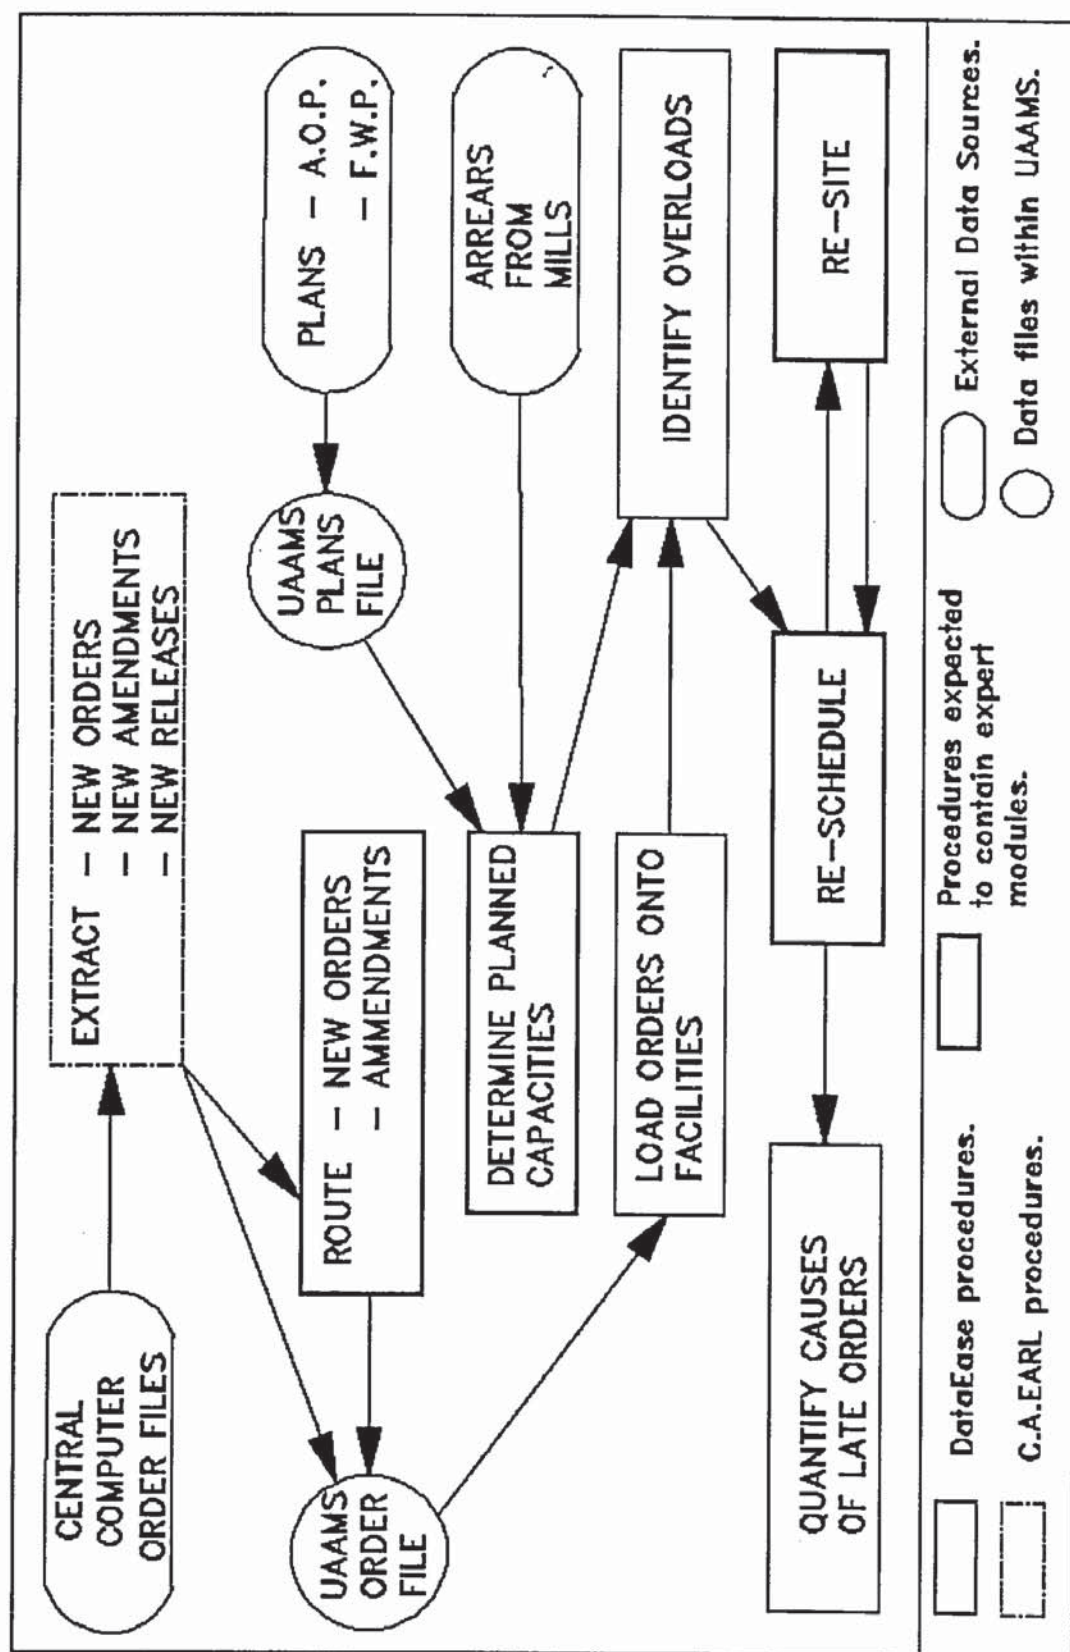 CENTRAL
COMPUTER
ORDER FILES
EXTRACT – NEW ORDERS
– NEW AMENDMENTS
– NEW RELEASES
UAAMS
ORDER
FILE
ROUTE – NEW ORDERS
– AMMENDMENTS
UAAMS
PLANS
FILE
PLANS – A.O.P.
– F.W.P.
DETERMINE PLANNED
CAPACITIES
ARREARS
FROM
MILLS
LOAD ORDERS ONTO
FACILITIES
IDENTIFY OVERLOADS
QUANTIFY CAUSES
OF LATE ORDERS
RE–SCHEDULE
RE–SITE
DataEase procedures.
Procedures expected
to contain expert
modules.
External Data Sources.
C.A.EARL procedures.
Data files within UAAMS.